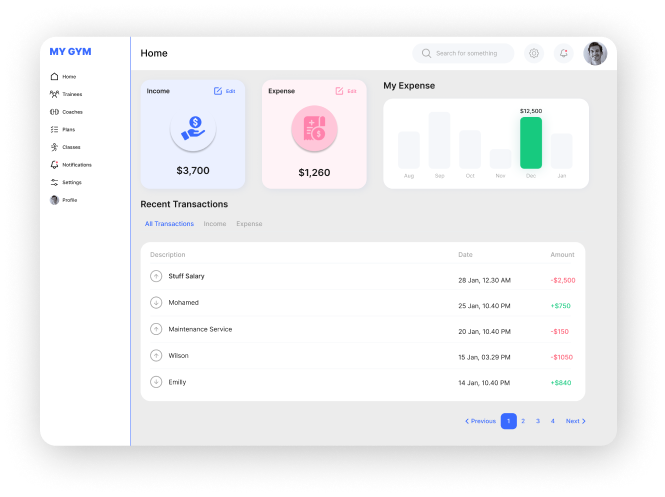 MY GYM
Home
Trainees
Coaches
Plans
Classes
Notifications
Settings
Profile
Home
Search for something
Income
Edit
$3,700
Expense
Edit
$1,260
My Expense
$12,500
Aug Sep Oct Nov Dec Jan
Recent Transactions
All Transactions Income Expense
Description Date Amount
Stuff Salary 28 Jan, 12.30 AM -$2,500
Mohamed 25 Jan, 10.40 PM +$750
Maintenance Service 20 Jan, 10.40 PM -$150
Wilson 15 Jan, 03.29 PM -$1050
Emilly 14 Jan, 10.40 PM +$840
Previous 1 2 3 4 Next